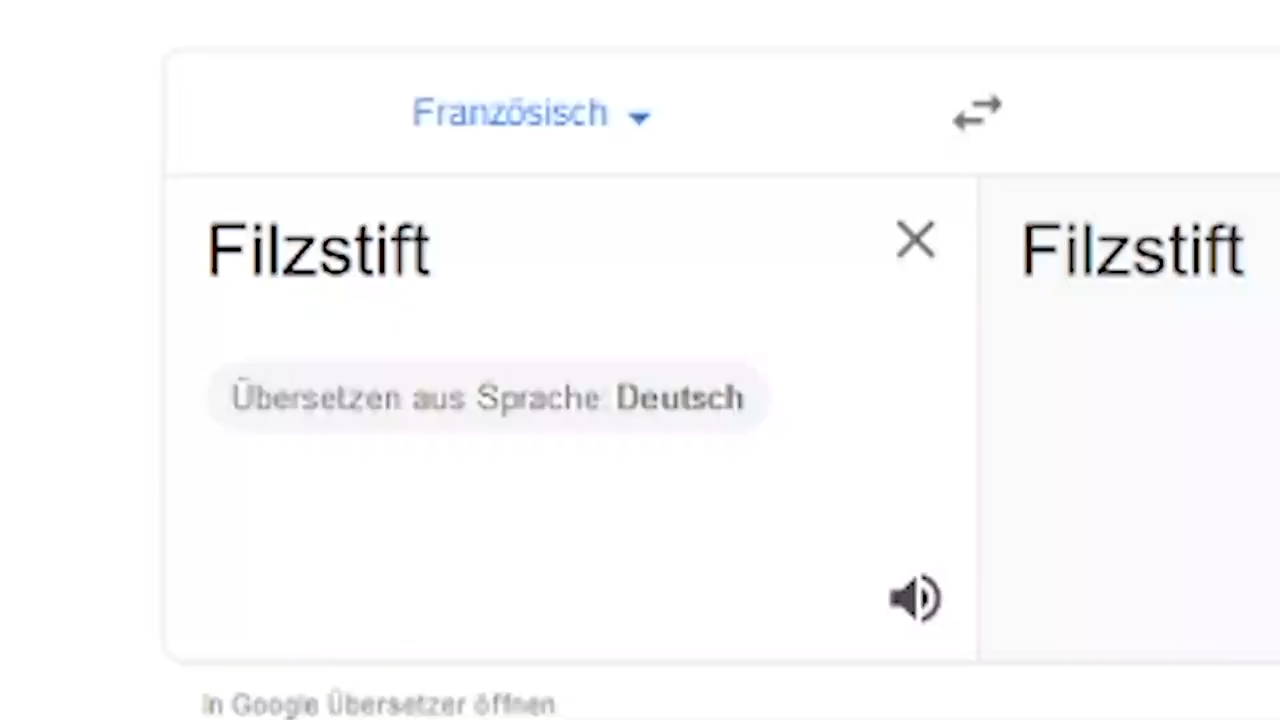 Französisch
Filzstift
Filzstift
Übersetzen aus Sprache: Deutsch
In Google Übersetzer öffnen